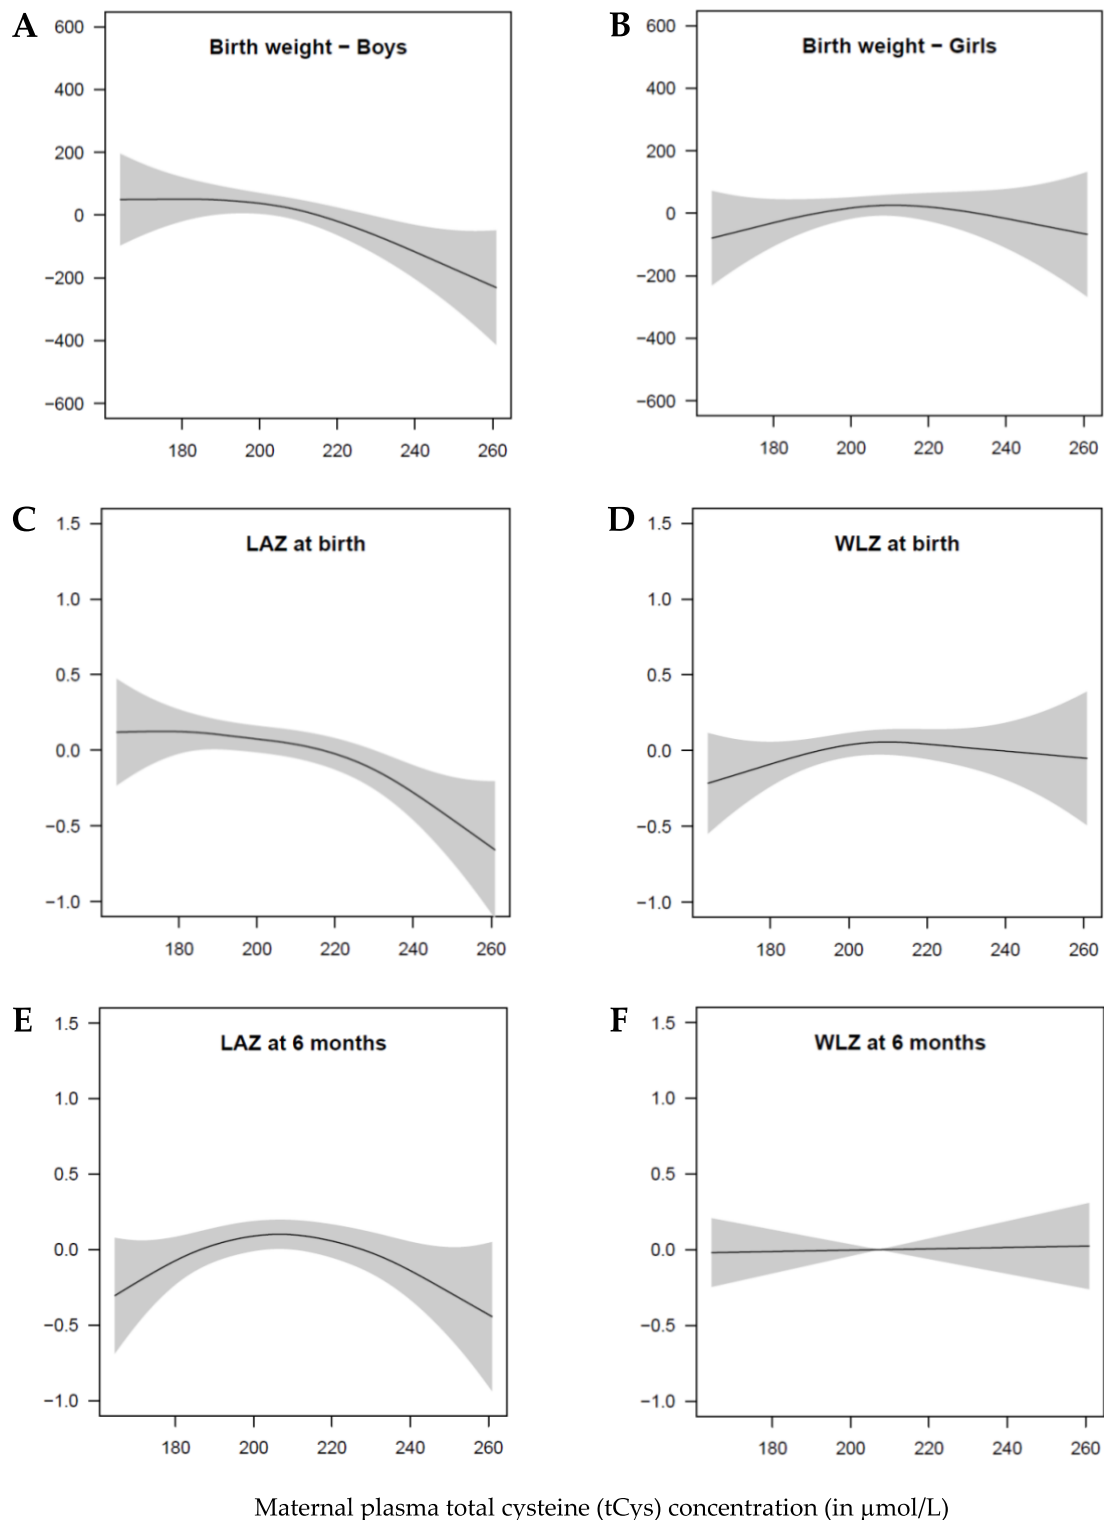 A
Birth weight − Boys
600
400
200
0
−200
−400
−600
180 200 220 240 260
B
Birth weight − Girls
600
400
200
0
−200
−400
−600
180 200 220 240 260
C
LAZ at birth
1.5
1.0
0.5
0.0
−0.5
−1.0
180 200 220 240 260
D
WLZ at birth
1.5
1.0
0.5
0.0
−0.5
−1.0
180 200 220 240 260
E
LAZ at 6 months
1.5
1.0
0.5
0.0
−0.5
−1.0
180 200 220 240 260
F
WLZ at 6 months
1.5
1.0
0.5
0.0
−0.5
−1.0
180 200 220 240 260
Maternal plasma total cysteine (tCys) concentration (in µmol/L)